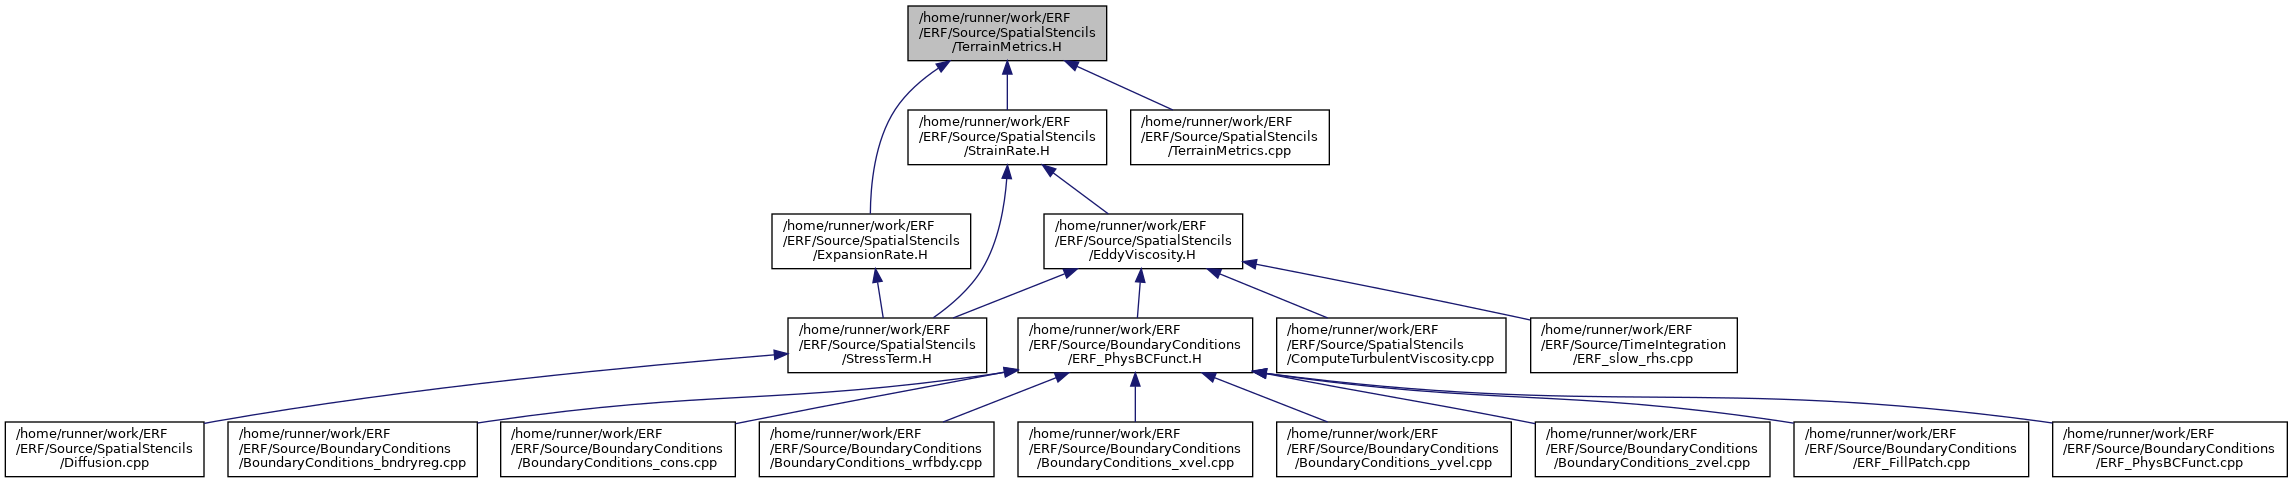 /home/runner/work/ERF
/ERF/Source/SpatialStencils
/TerrainMetrics.H
/home/runner/work/ERF
/ERF/Source/SpatialStencils
/StrainRate.H
/home/runner/work/ERF
/ERF/Source/SpatialStencils
/TerrainMetrics.cpp
/home/runner/work/ERF
/ERF/Source/SpatialStencils
/ExpansionRate.H
/home/runner/work/ERF
/ERF/Source/SpatialStencils
/EddyViscosity.H
/home/runner/work/ERF
/ERF/Source/SpatialStencils
/StressTerm.H
/home/runner/work/ERF
/ERF/Source/BoundaryConditions
/ERF_PhysBCFunct.H
/home/runner/work/ERF
/ERF/Source/SpatialStencils
/ComputeTurbulentViscosity.cpp
/home/runner/work/ERF
/ERF/Source/TimeIntegration
/ERF_slow_rhs.cpp
/home/runner/work/ERF
/ERF/Source/SpatialStencils
/Diffusion.cpp
/home/runner/work/ERF
/ERF/Source/BoundaryConditions
/BoundaryConditions_bndryreg.cpp
/home/runner/work/ERF
/ERF/Source/BoundaryConditions
/BoundaryConditions_cons.cpp
/home/runner/work/ERF
/ERF/Source/BoundaryConditions
/BoundaryConditions_wrfbdy.cpp
/home/runner/work/ERF
/ERF/Source/BoundaryConditions
/BoundaryConditions_xvel.cpp
/home/runner/work/ERF
/ERF/Source/BoundaryConditions
/BoundaryConditions_yvel.cpp
/home/runner/work/ERF
/ERF/Source/BoundaryConditions
/BoundaryConditions_zvel.cpp
/home/runner/work/ERF
/ERF/Source/BoundaryConditions
/ERF_FillPatch.cpp
/home/runner/work/ERF
/ERF/Source/BoundaryConditions
/ERF_PhysBCFunct.cpp